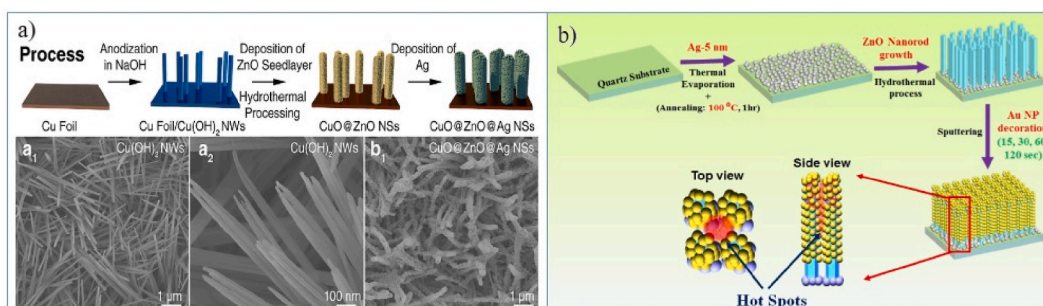 a)
Process
Anodization
in NaOH
Deposition of
ZnO Seedlayer
Hydrothermal
Processing
Deposition of
Ag
Cu Foil
Cu Foil/Cu(OH)₂ NWs
CuO@ZnO NSs
CuO@ZnO@Ag NSs
a₁
Cu(OH)₂ NWs
1 μm
a₂
Cu(OH)₂ NWs
100 nm
b₁
CuO@ZnO@Ag NSs
1 μm
b)
Quartz Substrate
Ag-5 nm
Thermal
Evaporation
+
(Annealing: 100 ⁰C, 1hr)
ZnO Nanorod
growth
Hydrothermal
process
Sputtering
Au NP
decoration
(15, 30, 60
120 sec)
Top view
Side view
Hot Spots